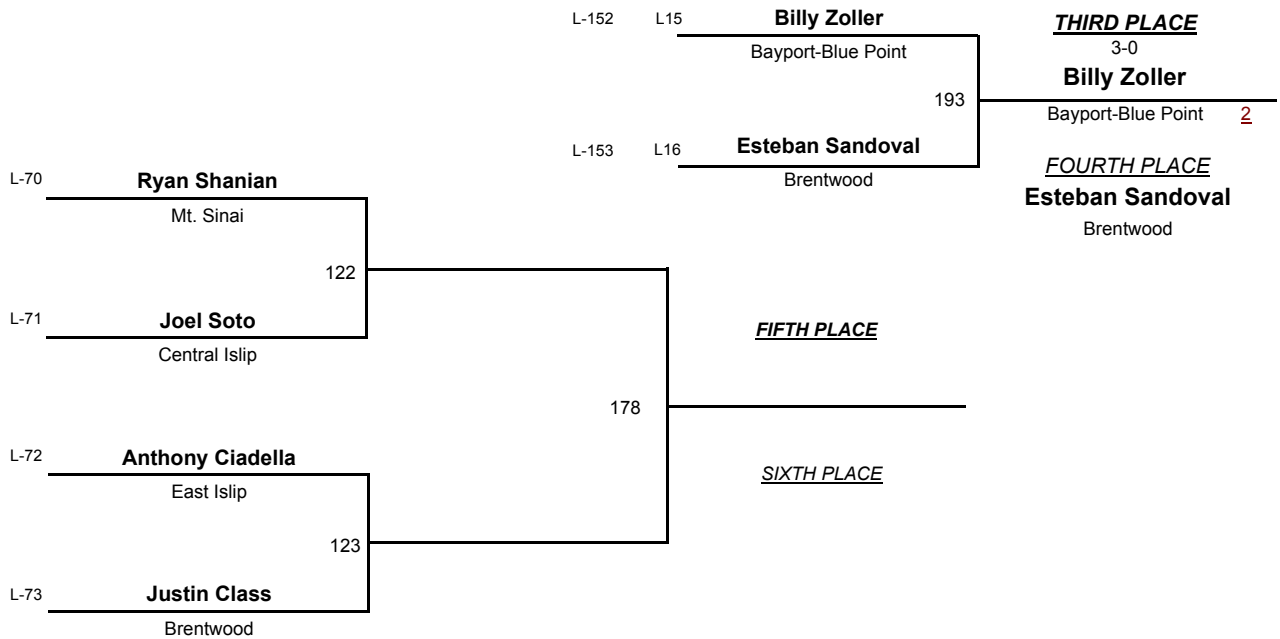 L-152 L15 Billy Zoller
Bayport-Blue Point
THIRD PLACE
3-0
Billy Zoller
193
Bayport-Blue Point 2
L-153 L16 Esteban Sandoval
Brentwood
FOURTH PLACE
Esteban Sandoval
Brentwood
L-70 Ryan Shanian
Mt. Sinai
122
L-71 Joel Soto
Central Islip
FIFTH PLACE
178
L-72 Anthony Ciadella
East Islip
SIXTH PLACE
123
L-73 Justin Class
Brentwood